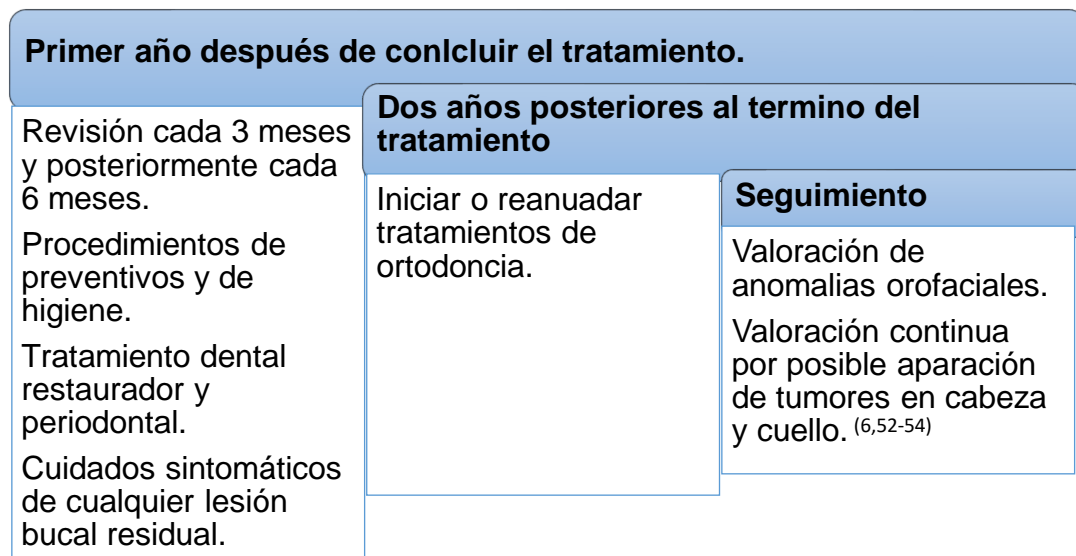 Primer año después de conlcluir el tratamiento.
Revisión cada 3 meses
y posteriormente cada
6 meses.
Procedimientos de
preventivos y de
higiene.
Tratamiento dental
restaurador y
periodontal.
Cuidados sintomáticos
de cualquier lesión
bucal residual.
Dos años posteriores al termino del
tratamiento
Iniciar o reanuadar
tratamientos de
ortodoncia.
Seguimiento
Valoración de
anomalias orofaciales.
Valoración continua
por posible aparación
de tumores en cabeza
y cuello. (6,52-54)